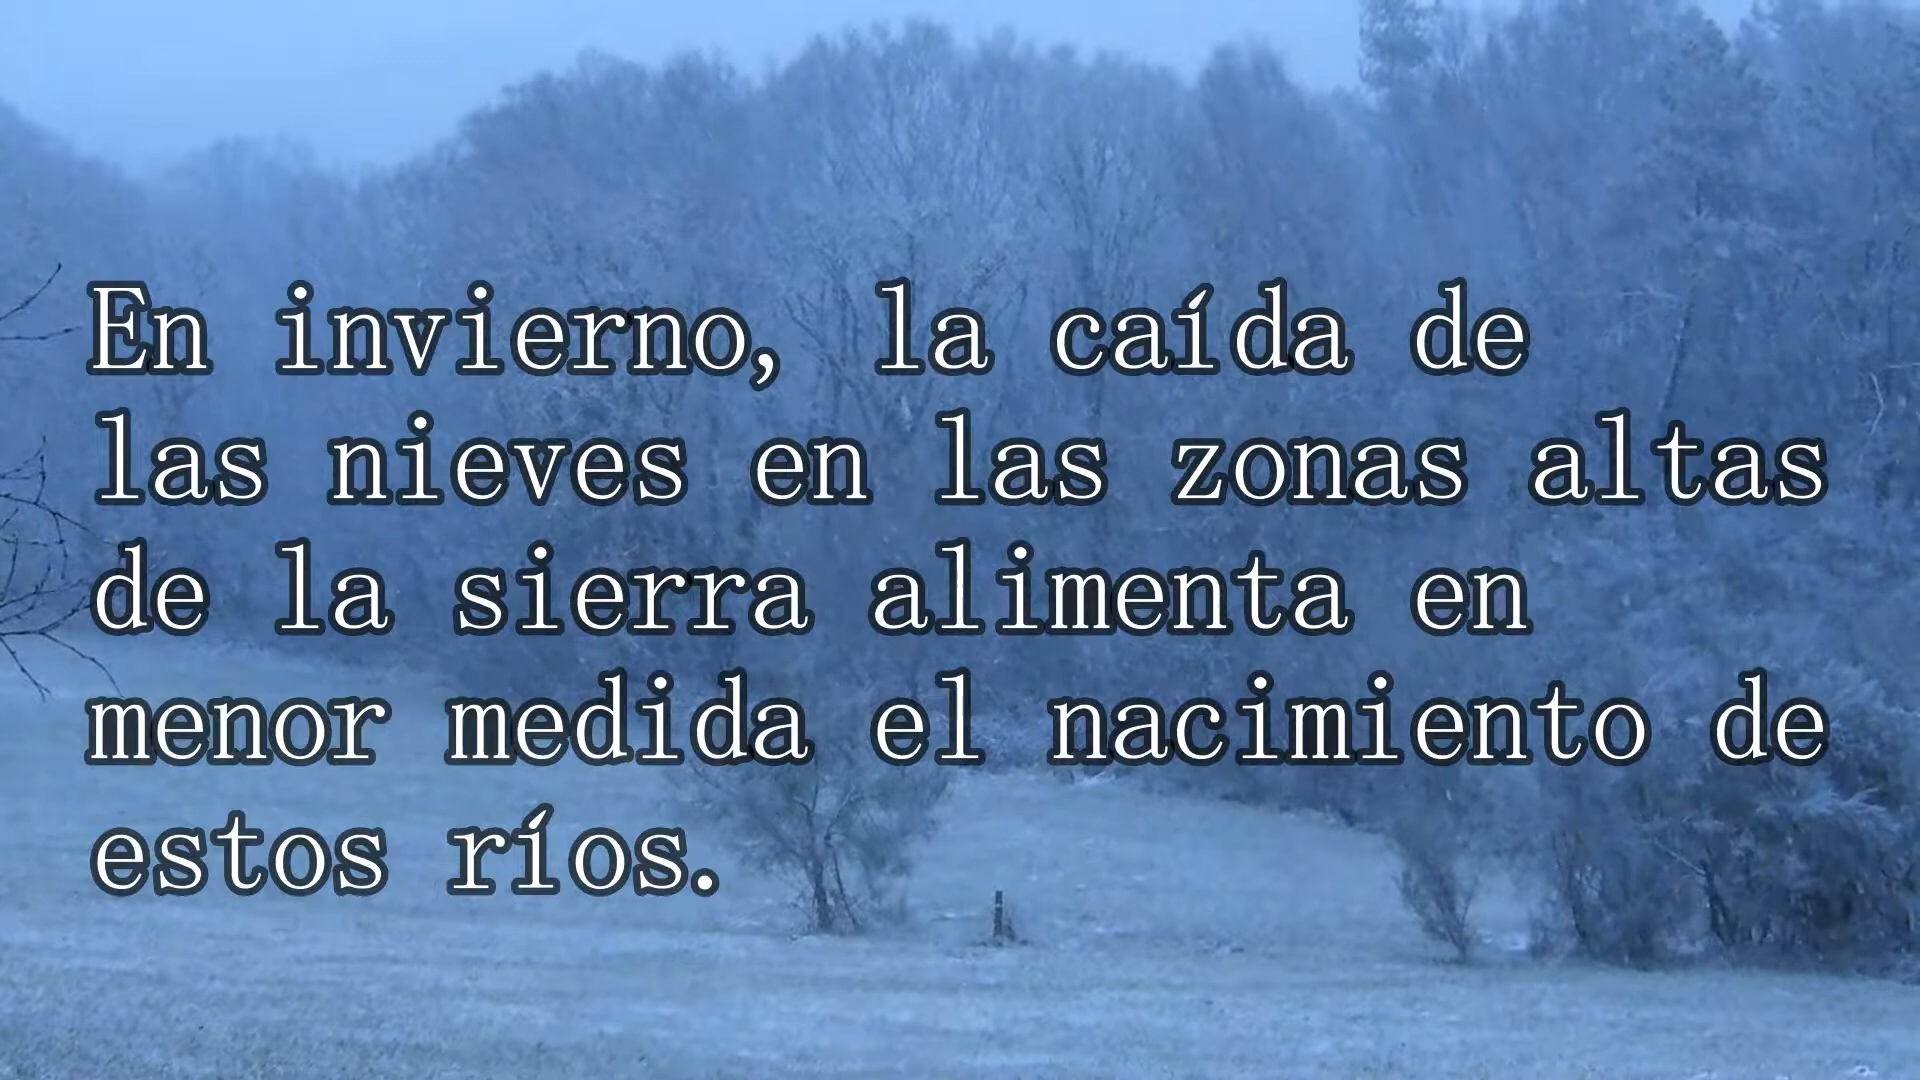 En invierno, la caída de
las nieves en las zonas altas
de la sierra alimenta en
menor medida el nacimiento de
estos ríos.